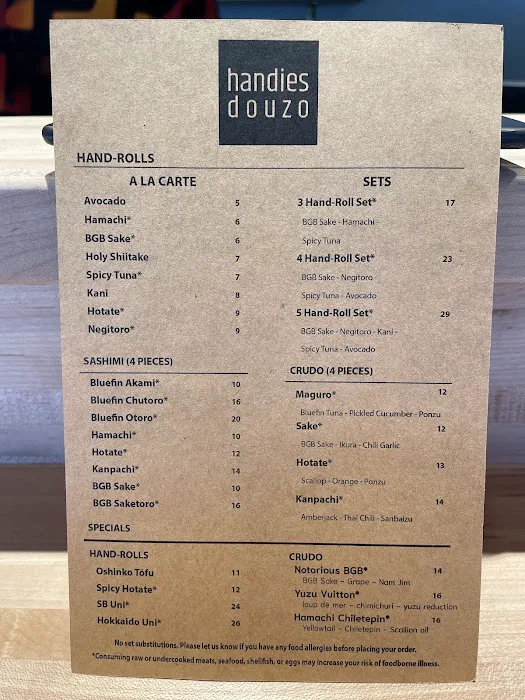 handies
douzo
HAND-ROLLS
A LA CARTE
Avocado 5
Hamachi* 6
BGB Sake* 6
Holy Shiitake 7
Spicy Tuna* 7
Kani 8
Hotate* 9
Negitoro* 9
SETS
3 Hand-Roll Set* 17
BGB Sake - Hamachi -
Spicy Tuna
4 Hand-Roll Set* 23
BGB Sake - Negitoro -
Spicy Tuna - Avocado
5 Hand-Roll Set* 29
BGB Sake - Negitoro - Kani -
Spicy Tuna - Avocado
SASHIMI (4 PIECES)
Bluefin Akami* 10
Bluefin Chutoro* 16
Bluefin Otoro* 20
Hamachi* 10
Hotate* 12
Kanpachi* 14
BGB Sake* 10
BGB Saketoro* 16
CRUDO (4 PIECES)
Maguro* 12
Bluefin Tuna - Pickled Cucumber - Ponzu
Sake* 12
BGB Sake - Ikura - Chili Garlic
Hotate* 13
Scallop - Orange - Ponzu
Kanpachi* 14
Amberjack - Thai Chili - Sanbaizu
SPECIALS
HAND-ROLLS
Oshinko Tōfu 11
Spicy Hotate* 12
SB Uni* 24
Hokkaido Uni* 26
CRUDO
Notorious BGB* 14
BGB Sake - Grape - Nam Jim
Yuzu Vuitton* 16
loup de mer - chimichuri - yuzu reduction
Hamachi Chiletepin* 16
Yellowtail - Chiletepin - Scallion oil
No set substitutions. Please let us know if you have any food allergies before placing your order.
*Consuming raw or undercooked meats, seafood, shellfish, or eggs may increase your risk of foodborne illness.